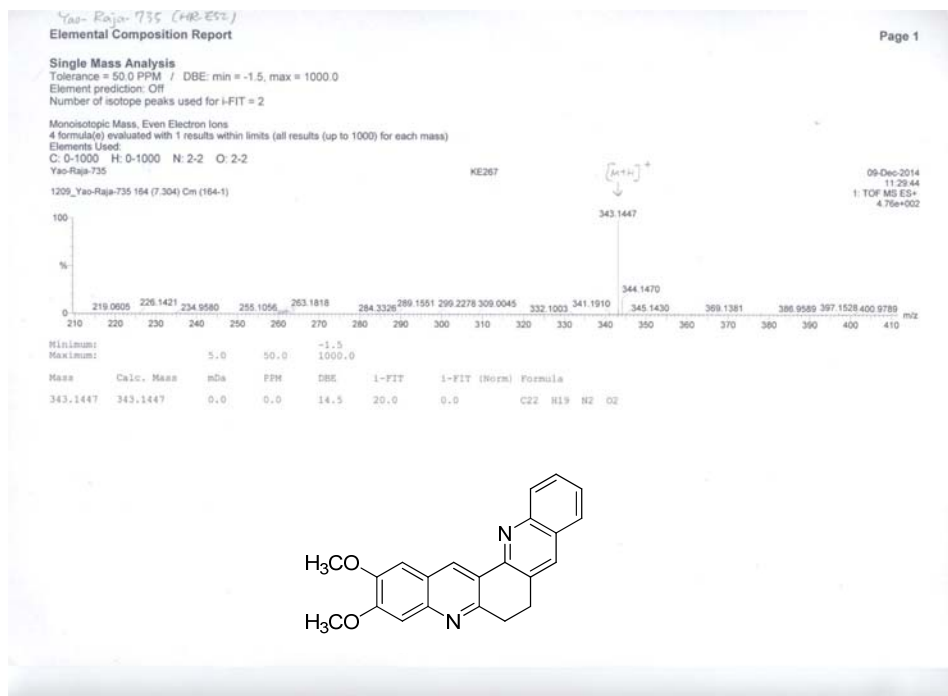 Yao-Raja-735 (HR-ESI)
Elemental Composition Report
Page 1
Single Mass Analysis
Tolerance = 50.0 PPM / DBE: min = -1.5, max = 1000.0
Element prediction: Off
Number of isotope peaks used for i-FIT = 2
Monoisotopic Mass, Even Electron Ions
4 formula(e) evaluated with 1 results within limits (all results (up to 1000) for each mass)
Elements Used:
C: 0-1000 H: 0-1000 N: 2-2 O: 2-2
Yao-Raja-735
KE267
[M+H]+
09-Dec-2014
11:29:44
1209_Yao-Raja-735 164 (7.304) Cm (164-1)
1: TOF MS ES+
4.76e+002
100
343.1447
%
344.1470
219.0605 226.1421 234.9580 255.1056 263.1818 284.3326 289.1551 299.2278 309.0045 332.1003 341.1910 345.1430 369.1381 386.9589 397.1528 400.9789
0
m/z
210 220 230 240 250 260 270 280 290 300 310 320 330 340 350 360 370 380 390 400 410
Minimum: -1.5
Maximum: 5.0 50.0 1000.0
Mass Calc. Mass mDa PPM DBE i-FIT i-FIT (Norm) Formula
343.1447 343.1447 0.0 0.0 14.5 20.0 0.0 C22 H19 N2 O2
N
H3CO
H3CO
N